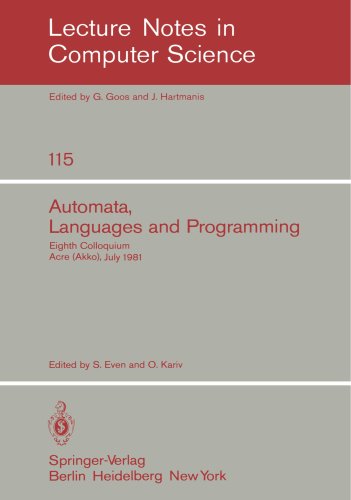 Lecture Notes in
Computer Science
Edited by G. Goos and J. Hartmanis
115
Automata,
Languages and Programming
Eighth Colloquium
Acre (Akko), July 1981
Edited by S. Even and O. Kariv
Springer-Verlag
Berlin Heidelberg New York